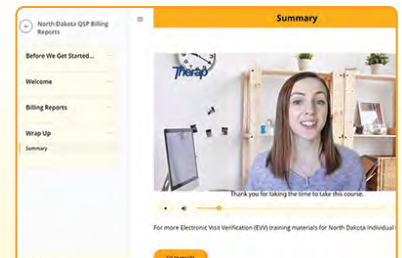 North Dakota QSP Billing
Reports
Summary
Before We Get Started...
Welcome
Billing Reports
Wrap Up
Summary
Therap
Thank you for taking the time to take this course.
For more Electronic Visit Verification (EVV) training materials for North Dakota Individual